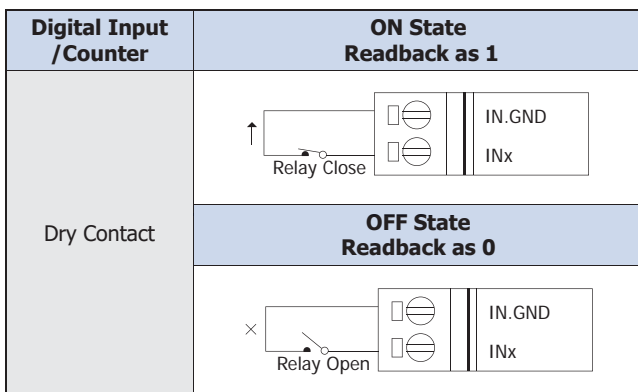 Digital Input
/Counter
ON State
Readback as 1
IN.GND
INx
Relay Close
Dry Contact
OFF State
Readback as 0
IN.GND
INx
Relay Open